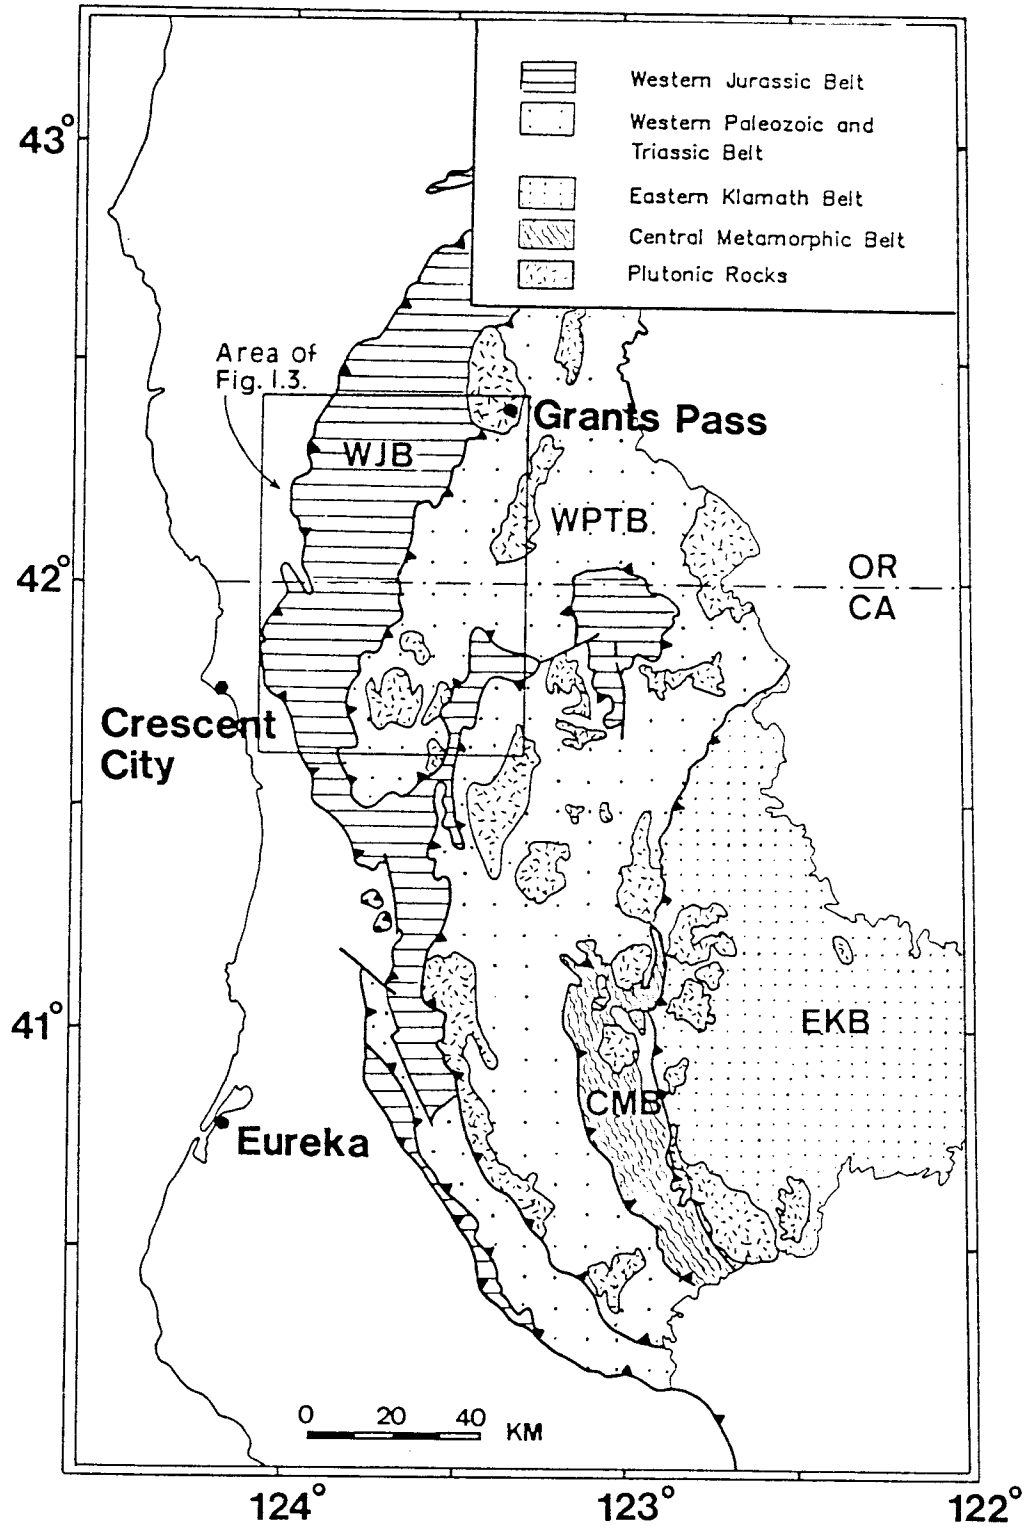 Western Jurassic Belt
Western Paleozoic and
Triassic Belt
Eastern Klamath Belt
Central Metamorphic Belt
Plutonic Rocks
43°
Area of
Fig. 1.3.
Grants Pass
WJB
WPTB
42°
OR
CA
Crescent
City
41°
EKB
CMB
Eureka
0 20 40
KM
124° 123° 122°